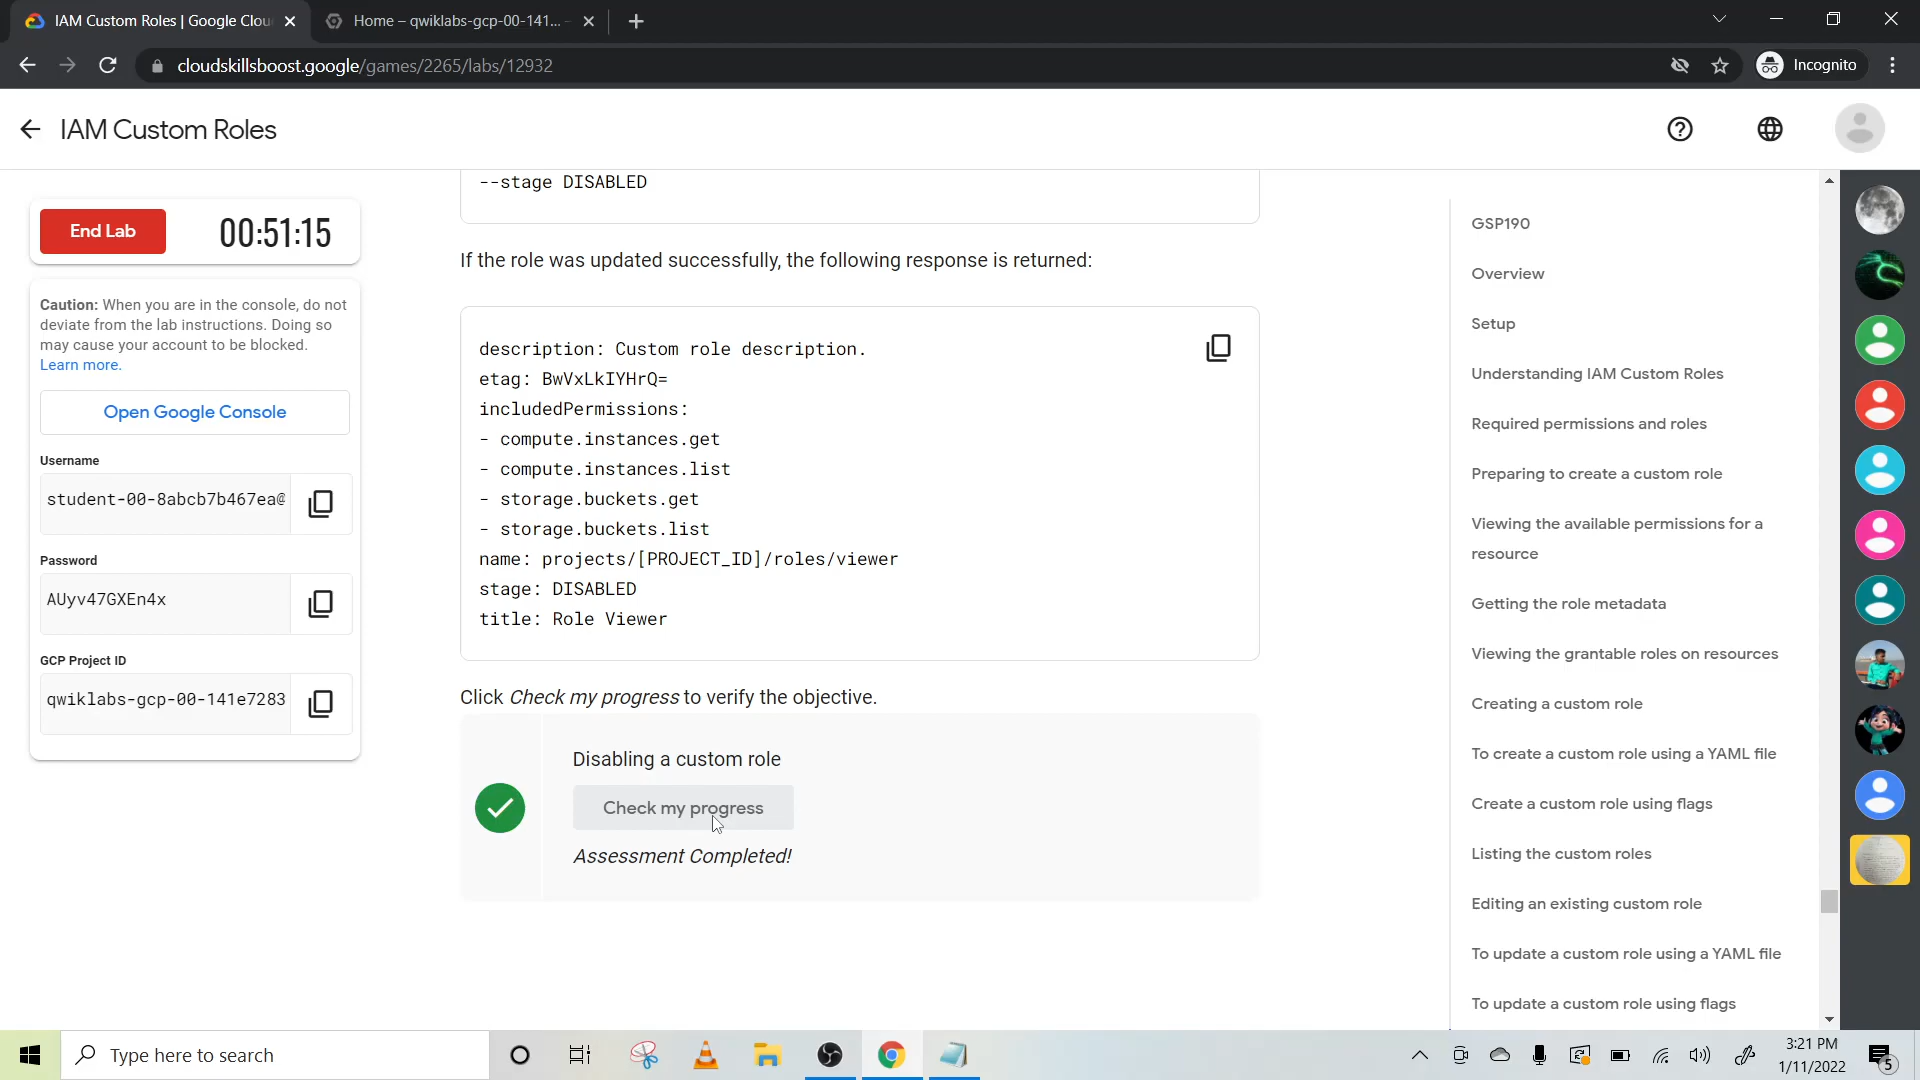 IAM Custom Roles | Google Clou
Home – qwiklabs-gcp-00-141...
cloudskillsboost.google/games/2265/labs/12932
Incognito
IAM Custom Roles
End Lab
00:51:15
Caution: When you are in the console, do not
deviate from the lab instructions. Doing so
may cause your account to be blocked.
Learn more.
Open Google Console
Username
student-00-8abcb7b467ea@
Password
AUyv47GXEn4x
GCP Project ID
qwiklabs-gcp-00-141e7283
--stage DISABLED
If the role was updated successfully, the following response is returned:
description: Custom role description.
etag: BwVxLkIYHrQ=
includedPermissions:
- compute.instances.get
- compute.instances.list
- storage.buckets.get
- storage.buckets.list
name: projects/[PROJECT_ID]/roles/viewer
stage: DISABLED
title: Role Viewer
Click Check my progress to verify the objective.
Disabling a custom role
Check my progress
Assessment Completed!
GSP190
Overview
Setup
Understanding IAM Custom Roles
Required permissions and roles
Preparing to create a custom role
Viewing the available permissions for a
resource
Getting the role metadata
Viewing the grantable roles on resources
Creating a custom role
To create a custom role using a YAML file
Create a custom role using flags
Listing the custom roles
Editing an existing custom role
To update a custom role using a YAML file
To update a custom role using flags
Type here to search
3:21 PM
1/11/2022
5